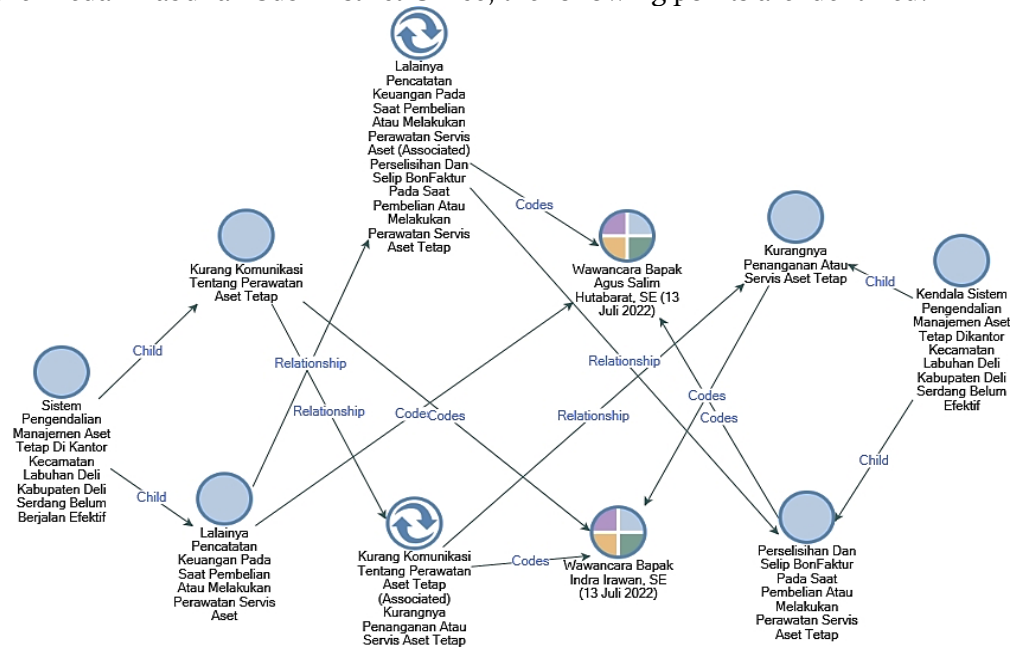 Lalainya
Pencatatan
Keuangan Pada
Saat Pembelian
Atau Melakukan
Perawatan Servis
Aset (Associated)
Perselisihan Dan
Selip BonFaktur
Pada Saat
Pembelian Atau
Melakukan
Perawatan Servis
Aset Tetap
Codes
Kurang Komunikasi
Tentang Perawatan
Aset Tetap
Wawancara Bapak
Agus Salim
Hutabarat, SE (13
Juli 2022)
Kurangnya
Penanganan Atau
Servis Aset Tetap
Child
Kendala Sistem
Pengendalian
Manajemen Aset
Tetap Dikantor
Kecamatan
Labuhan Deli
Kabupaten Deli
Serdang Belum
Efektif
Child
Relationship
Relationship
Relationship
Relationship
Codes
Codes
Codes
Codes
Sistem
Pengendalian
Manajemen Aset
Tetap Di Kantor
Kecamatan
Labuhan Deli
Kabupaten Deli
Serdang Belum
Berjalan Efektif
Child
Child
Lalainya
Pencatatan
Keuangan Pada
Saat Pembelian
Atau Melakukan
Perawatan Servis
Aset
Kurang Komunikasi
Tentang Perawatan
Aset Tetap
(Associated)
Kurangnya
Penanganan Atau
Servis Aset Tetap
Codes
Wawancara Bapak
Indra Irawan, SE
(13 Juli 2022)
Perselisihan Dan
Selip BonFaktur
Pada Saat
Pembelian Atau
Melakukan
Perawatan Servis
Aset Tetap